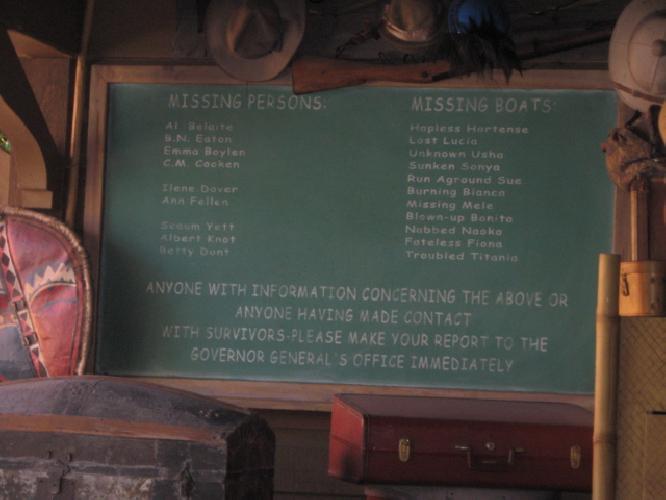 MISSING PERSONS:
Al Belaite
B.N. Eaton
Emma Boylen
C.M. Cooken
Ilene Dover
Ann Fellen
Scaum Yett
Albert Knot
Betty Dont
MISSING BOATS:
Hapless Hortense
Lost Lucia
Unknown Usha
Sunken Sonya
Run Aground Sue
Burning Bianca
Missing Mele
Blown-up Bonita
Nabbed Naoko
Fateless Fiona
Troubled Titania
ANYONE WITH INFORMATION CONCERNING THE ABOVE OR
ANYONE HAVING MADE CONTACT
WITH SURVIVORS-PLEASE MAKE YOUR REPORT TO THE
GOVERNOR GENERAL'S OFFICE IMMEDIATELY